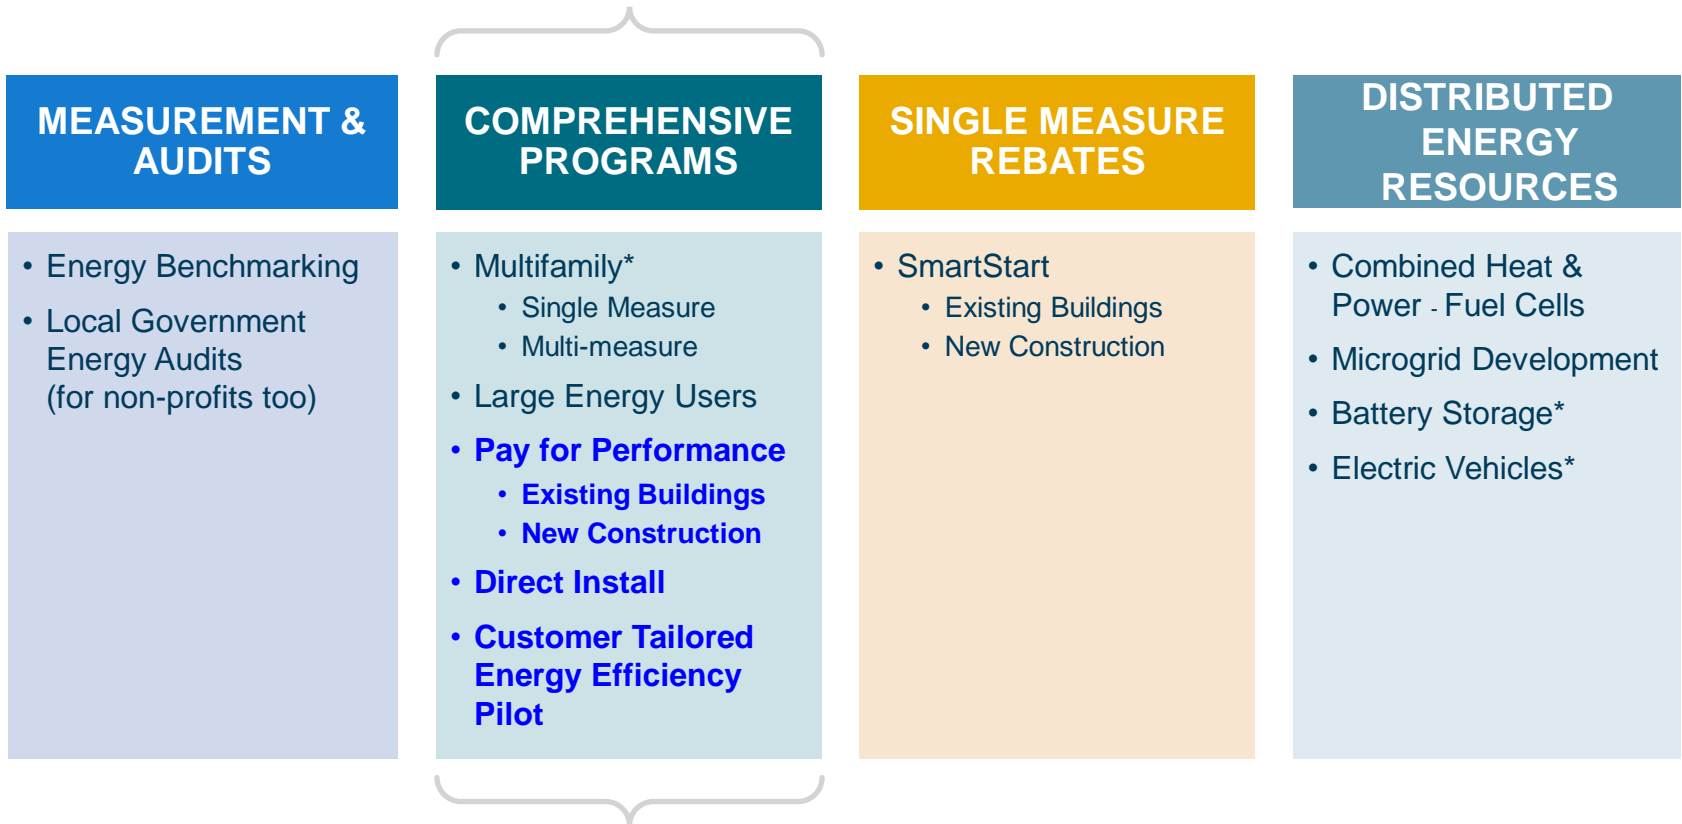 MEASUREMENT &
AUDITS
• Energy Benchmarking
• Local Government
Energy Audits
(for non-profits too)
COMPREHENSIVE
PROGRAMS
• Multifamily*
• Single Measure
• Multi-measure
• Large Energy Users
• Pay for Performance
• Existing Buildings
• New Construction
• Direct Install
• Customer Tailored
Energy Efficiency
Pilot
SINGLE MEASURE
REBATES
• SmartStart
• Existing Buildings
• New Construction
DISTRIBUTED
ENERGY
RESOURCES
• Combined Heat &
Power - Fuel Cells
• Microgrid Development
• Battery Storage*
• Electric Vehicles*